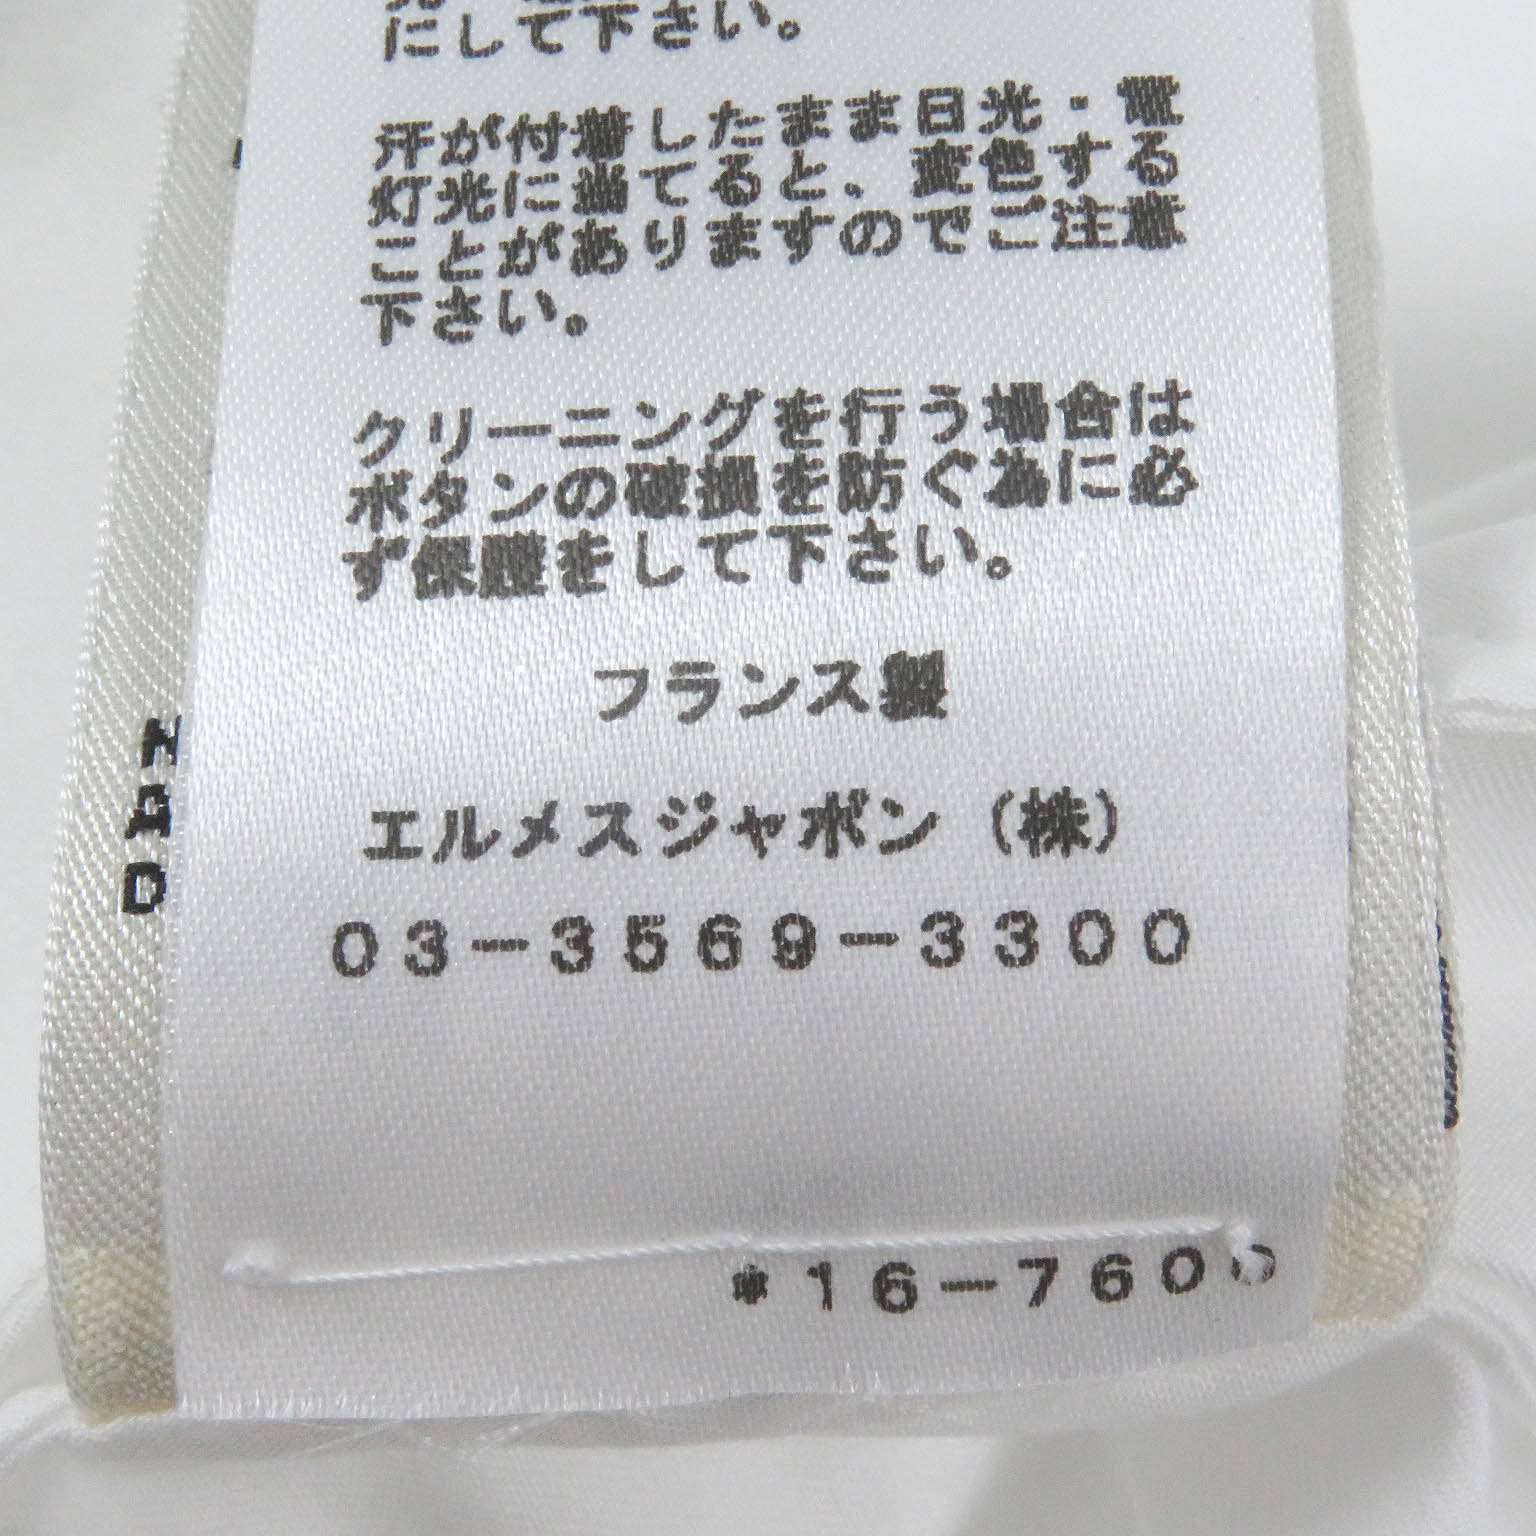 にして下さい。
汗が付着したまま日光・電
灯光に当てると、変色する
ことがありますのでご注意
下さい。
クリーニングを行う場合は
ボタンの破損を防ぐ為に必
ず保護をして下さい。
フランス製
エルメスジャポン（株）
03-3569-3300
*16-7600
N
A
D